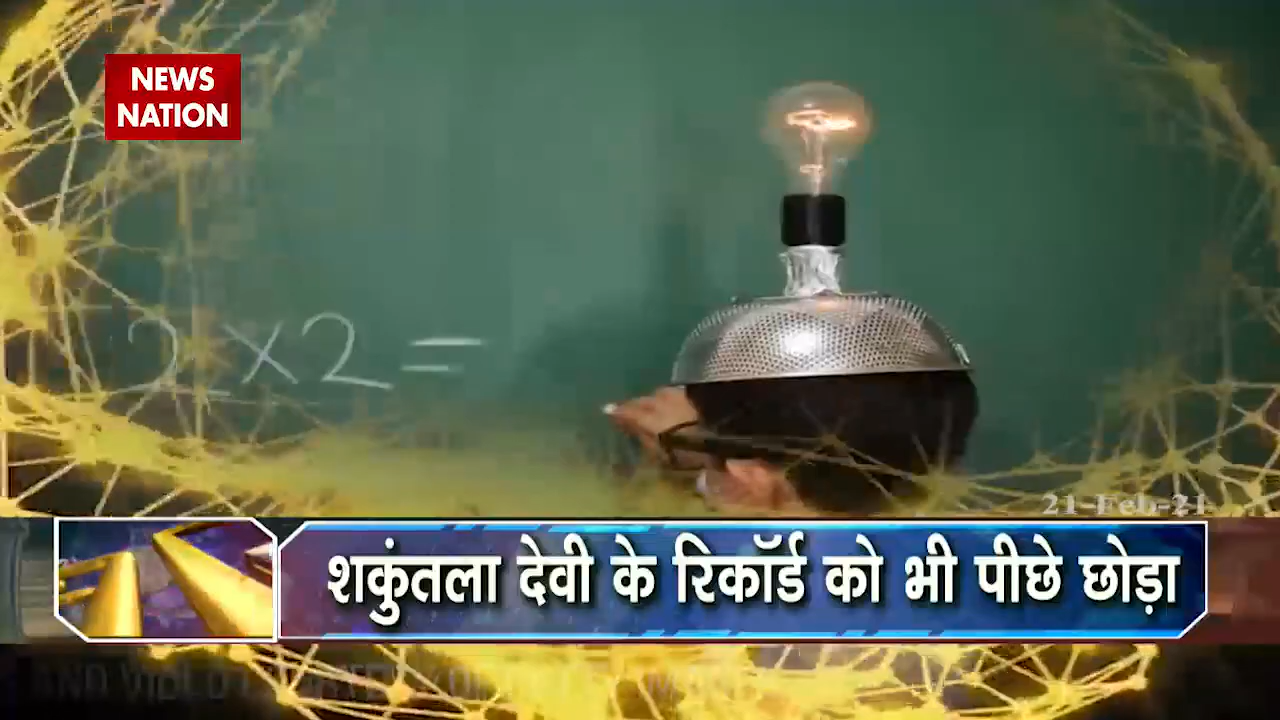 NEWS
NATION
2 x 2 =
21-Feb-21
शकुंतला देवी के रिकॉर्ड को भी पीछे छोड़ा